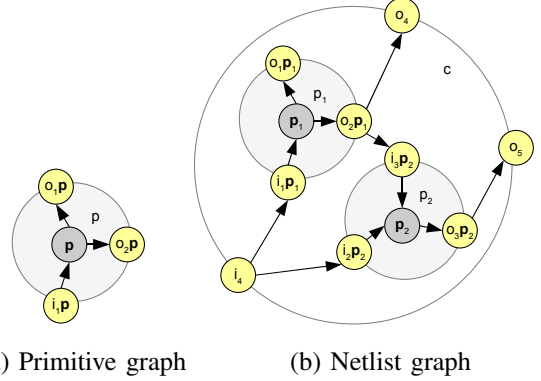 o₄
o₁p₁
c
p₁
p₁
o₂p₁
o₅
i₃p₂
i₁p₁
o₁p
p₂
p
p₂
o₃p₂
p
o₂p
i₂p₂
i₄
i₁p
) Primitive graph
(b) Netlist graph